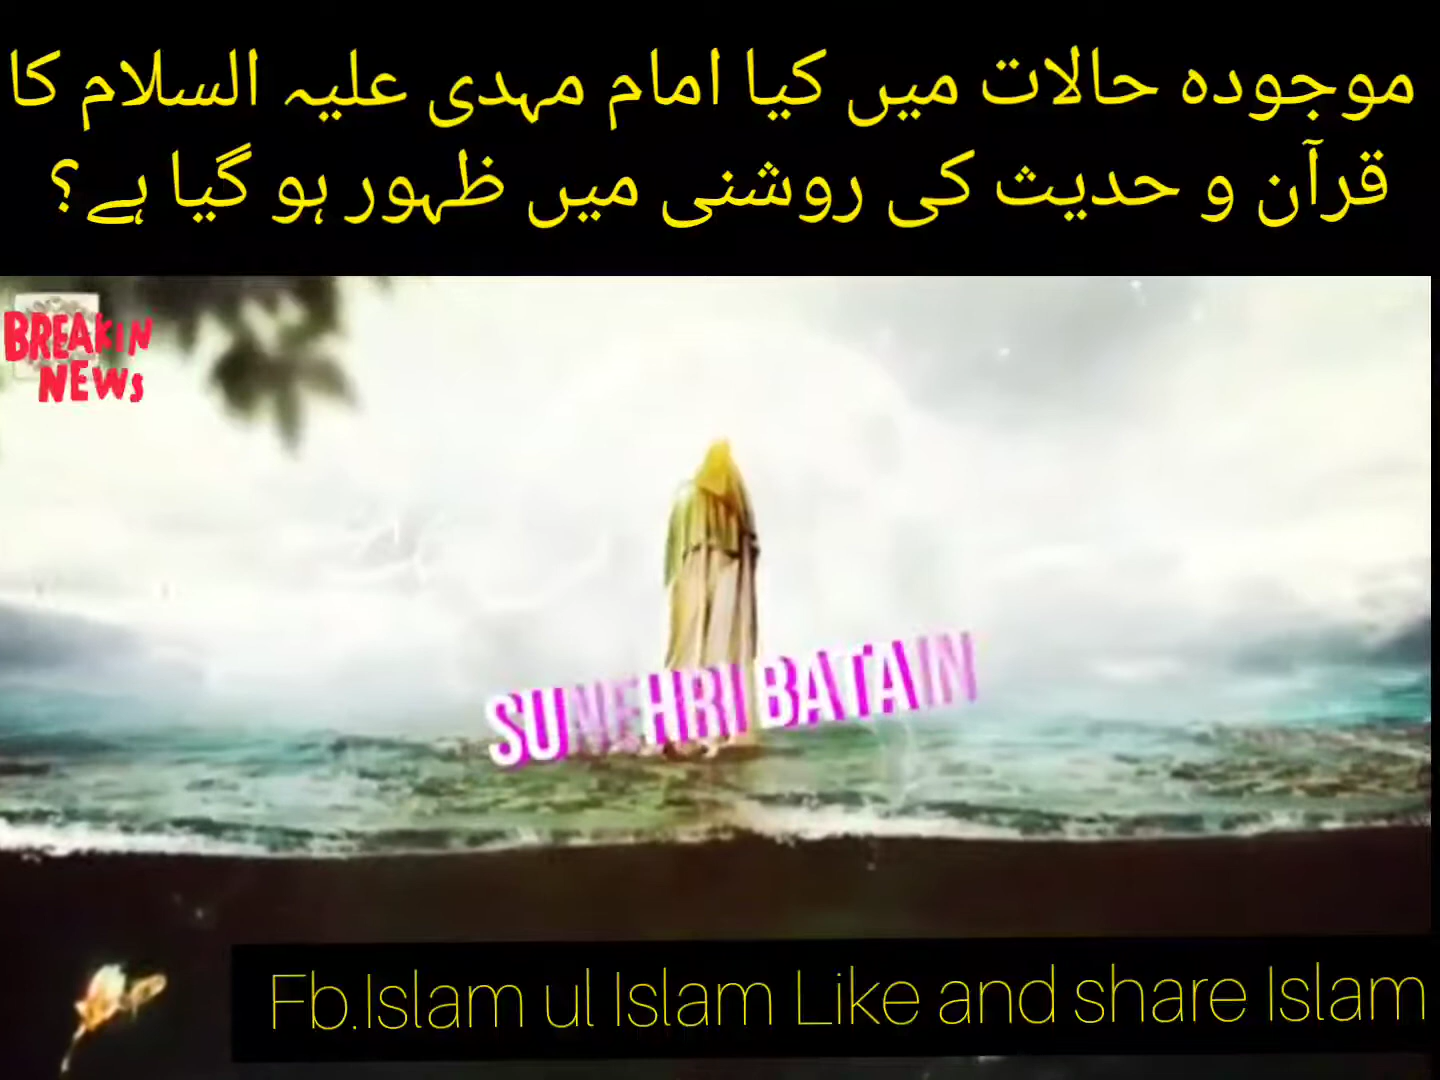 موجودہ حالات میں کیا امام مہدی علیہ السلام کا
قرآن و حدیث کی روشنی میں ظہور ہو گیا ہے؟
BREAKIN
NEWS
SUNEHRI BATAIN
Fb.Islam ul Islam Like and share Islam